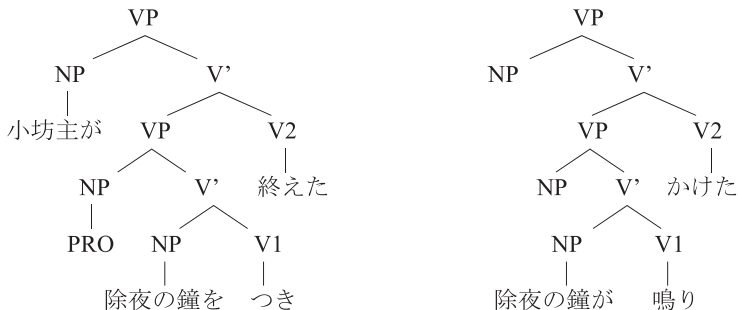 VP VP
NP V’ NP V’
小坊主が VP V2 VP V2
NP V’ 終えた NP V’ かけた
PRO NP V1 NP V1
除夜の鐘を つき 除夜の鐘が 鳴り